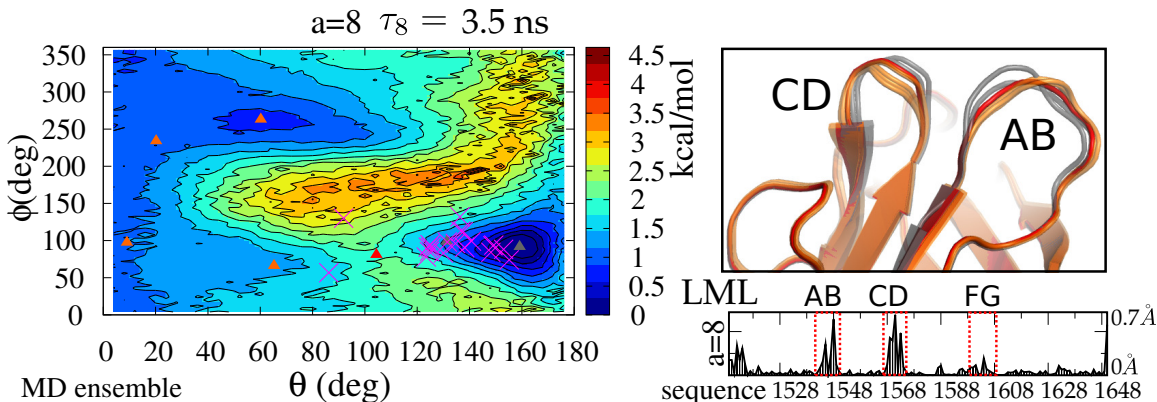 a=8 τ₈ = 3.5 ns
350
300
250
200
150
100
50
0
ϕ(deg)
0 20 40 60 80 100 120 140 160 180
θ (deg)
MD ensemble
4.5
4
3.5
3
2.5
2
1.5
1
0.5
0
kcal/mol
CD
AB
LML AB CD FG
a=8
0.7Å
0Å
sequence 1528 1548 1568 1588 1608 1628 1648